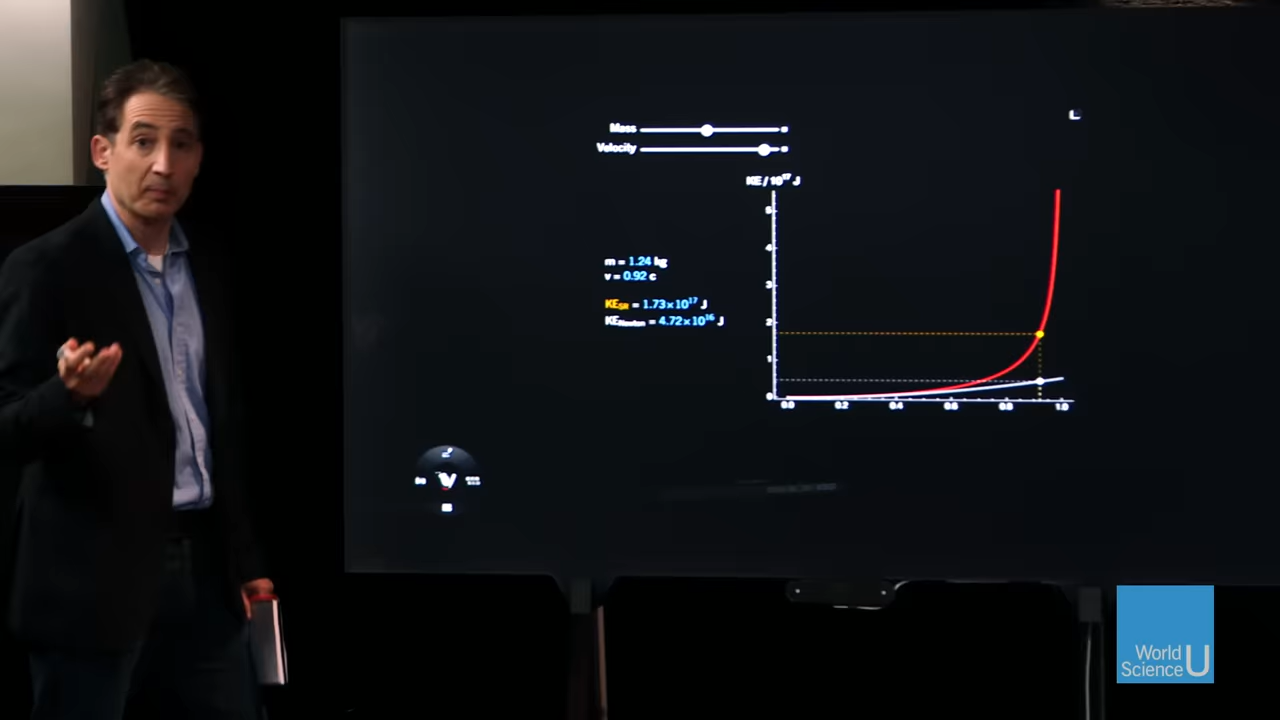 Mass
Velocity
KE / 10¹⁷ J
5
4
3
2
1
0
0.0 0.2 0.4 0.6 0.8 1.0
m = 1.24 kg
v = 0.92 c
KE_SR = 1.73×10¹⁷ J
KE_Newton = 4.72×10¹⁶ J
World
Science U